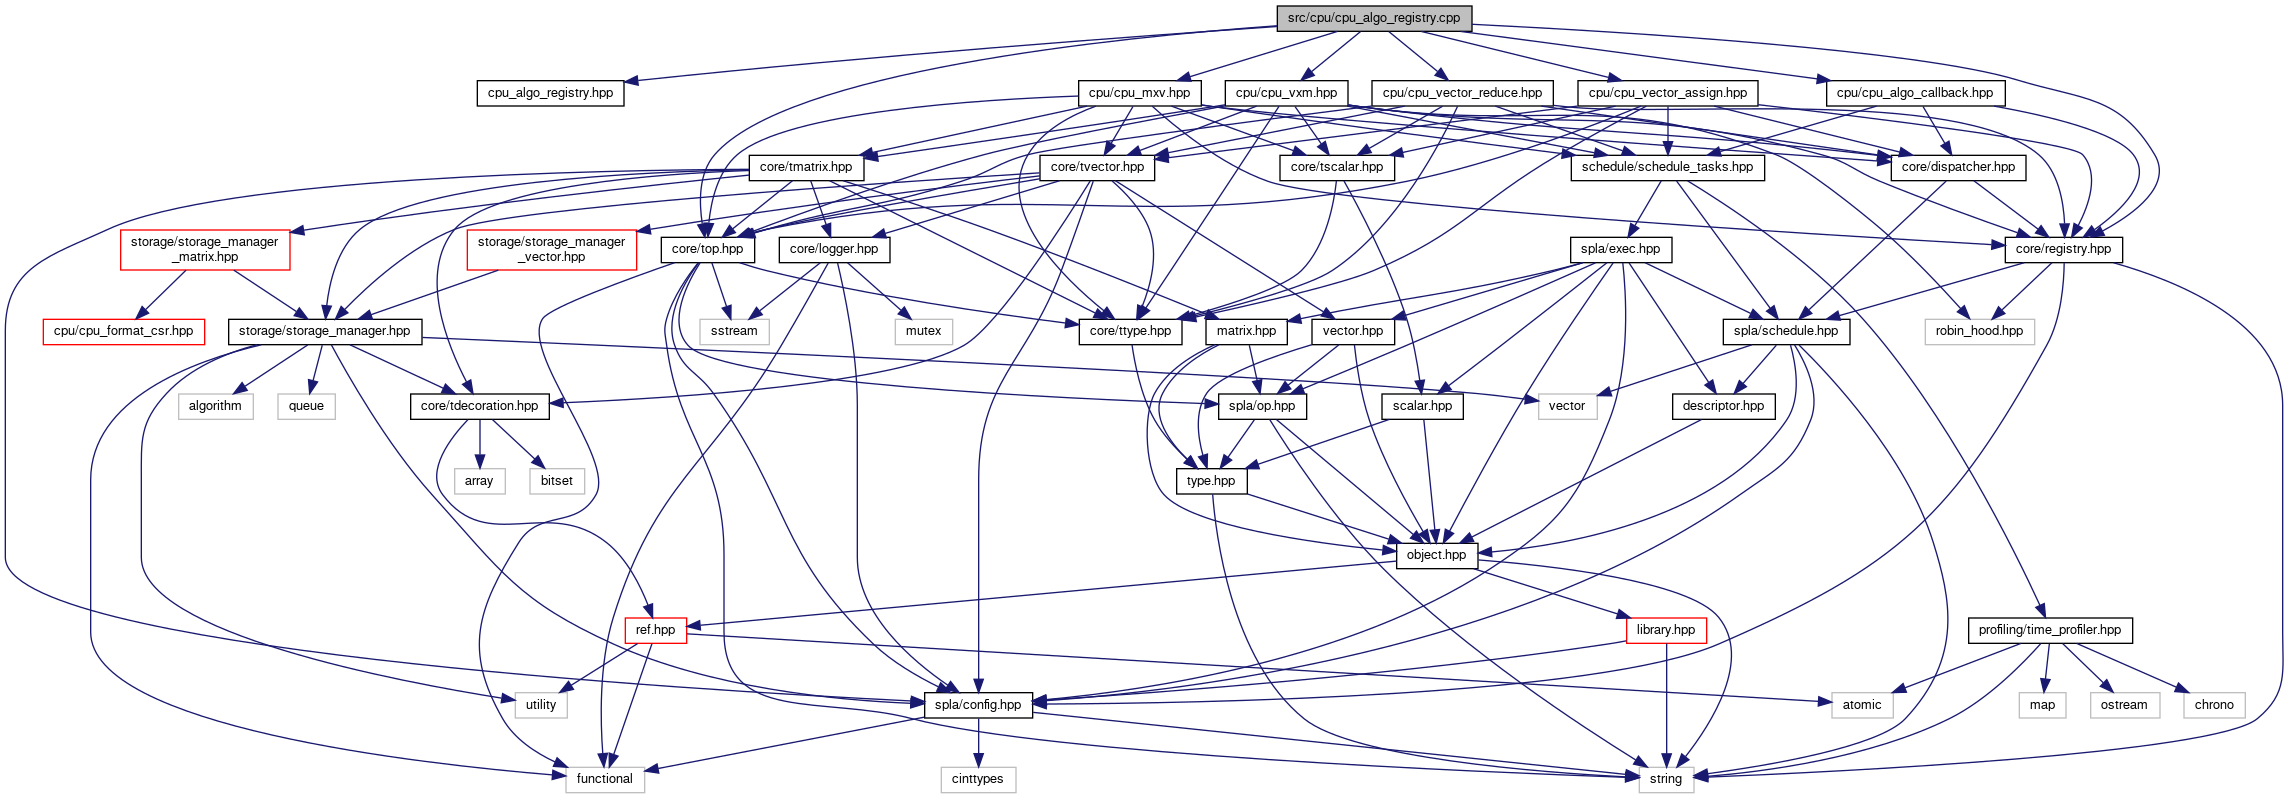 src/cpu/cpu_algo_registry.cpp
cpu_algo_registry.hpp
cpu/cpu_mxv.hpp
cpu/cpu_vxm.hpp
cpu/cpu_vector_reduce.hpp
cpu/cpu_vector_assign.hpp
cpu/cpu_algo_callback.hpp
core/tmatrix.hpp
core/tvector.hpp
core/tscalar.hpp
schedule/schedule_tasks.hpp
core/dispatcher.hpp
storage/storage_manager
_matrix.hpp
storage/storage_manager
_vector.hpp
core/top.hpp
core/logger.hpp
spla/exec.hpp
core/registry.hpp
cpu/cpu_format_csr.hpp
storage/storage_manager.hpp
sstream
mutex
core/ttype.hpp
matrix.hpp
vector.hpp
spla/schedule.hpp
robin_hood.hpp
algorithm
queue
core/tdecoration.hpp
spla/op.hpp
scalar.hpp
vector
descriptor.hpp
array
bitset
type.hpp
object.hpp
ref.hpp
library.hpp
profiling/time_profiler.hpp
utility
spla/config.hpp
atomic
map
ostream
chrono
functional
cinttypes
string